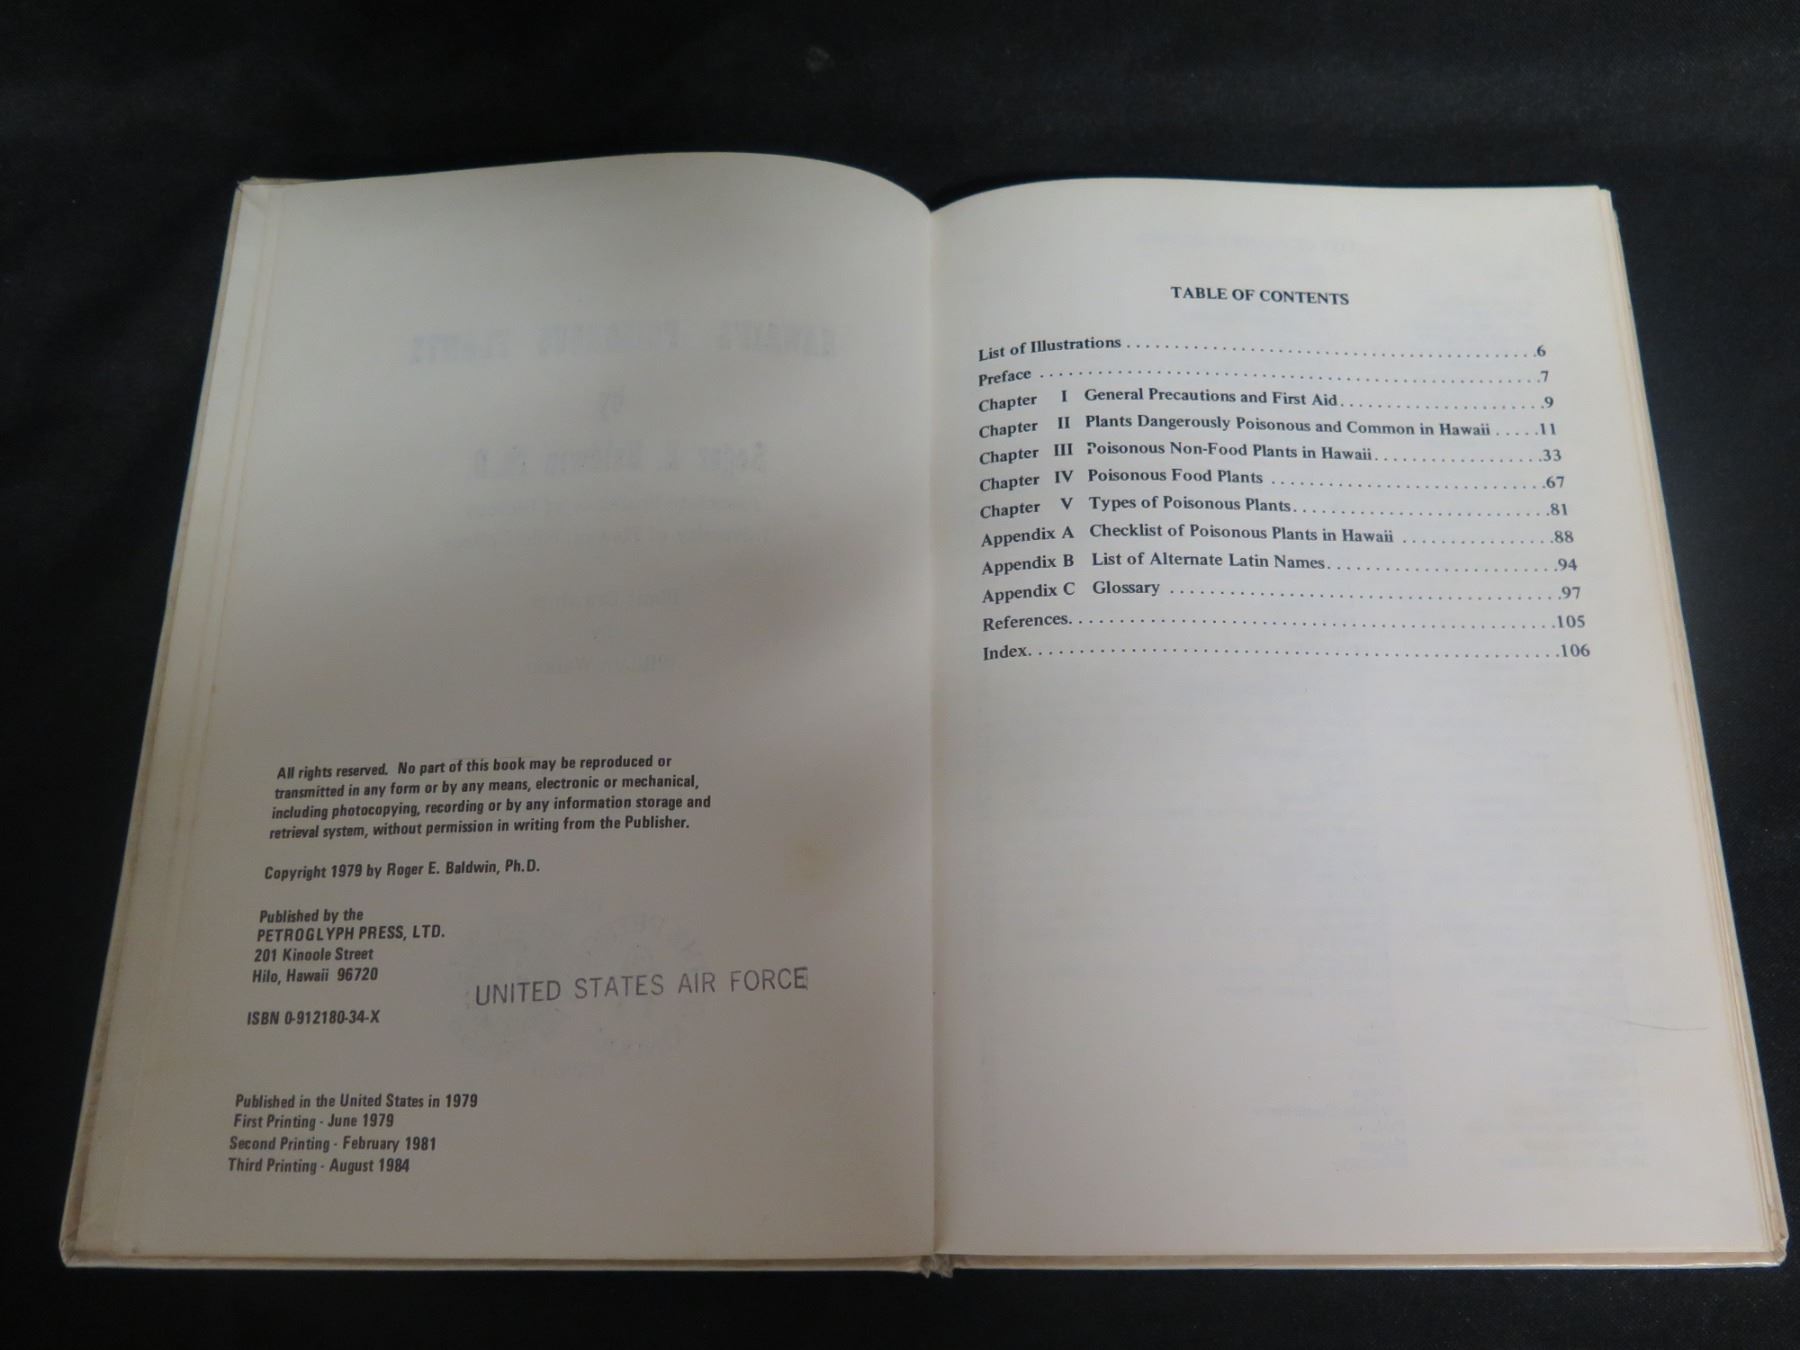 All rights reserved. No part of this book may be reproduced or
transmitted in any form or by any means, electronic or mechanical,
including photocopying, recording or by any information storage and
retrieval system, without permission in writing from the Publisher.
Copyright 1979 by Roger E. Baldwin, Ph.D.
Published by the
PETROGLYPH PRESS, LTD.
201 Kinoole Street
Hilo, Hawaii 96720
UNITED STATES AIR FORCE
ISBN 0-912180-34-X
Published in the United States in 1979
First Printing - June 1979
Second Printing - February 1981
Third Printing - August 1984
TABLE OF CONTENTS
List of Illustrations . . . . . . . . . . . . . . . . . . . . 6
Preface . . . . . . . . . . . . . . . . . . . . 7
Chapter I General Precautions and First Aid . . . . . . . . . . 9
Chapter II Plants Dangerously Poisonous and Common in Hawaii . . . . . 11
Chapter III Poisonous Non-Food Plants in Hawaii . . . . . . . . . . 33
Chapter IV Poisonous Food Plants . . . . . . . . . . 67
Chapter V Types of Poisonous Plants . . . . . . . . . . 81
Appendix A Checklist of Poisonous Plants in Hawaii . . . . . . . . . . 88
Appendix B List of Alternate Latin Names . . . . . . . . . . 94
Appendix C Glossary . . . . . . . . . . 97
References . . . . . . . . . . 105
Index . . . . . . . . . . 106